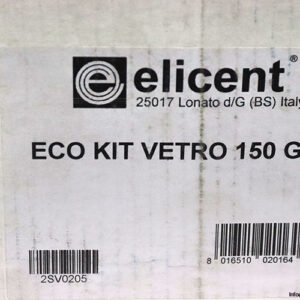 elicent®
25017 Lonato d/G (BS) Italy
ECO KIT VETRO 150 G
2SV0205
8 016510 020164